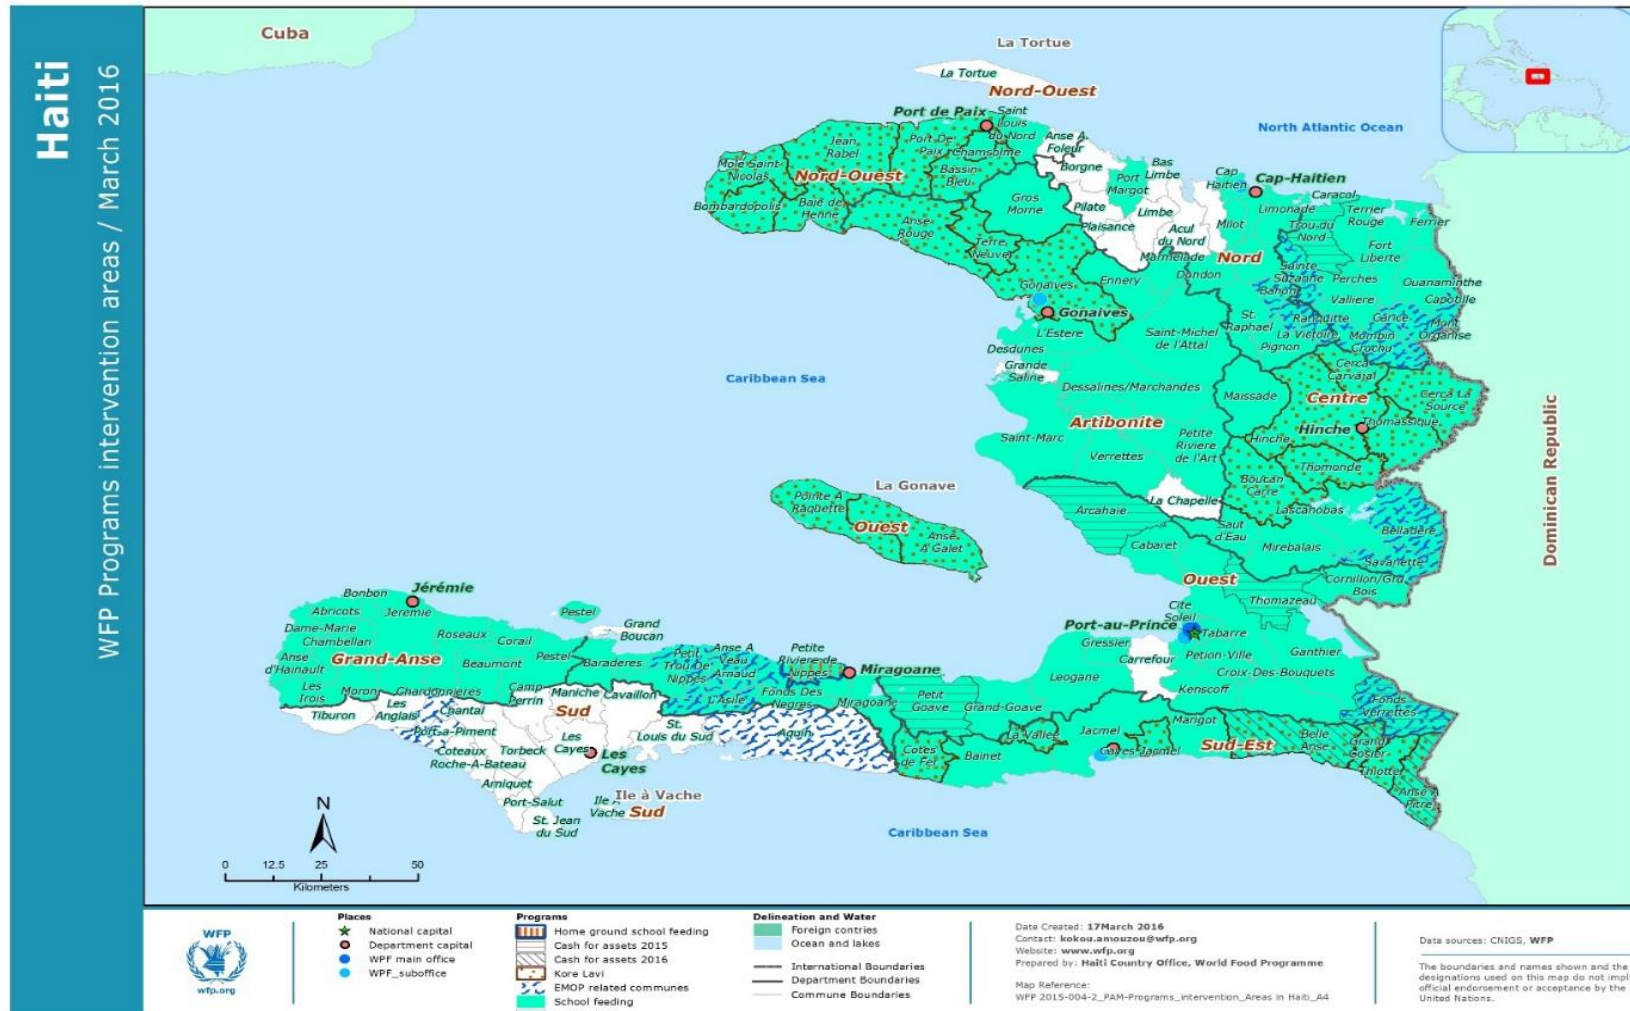 Haiti
WFP Programs intervention areas / March 2016
Cuba
La Tortue
La Tortue
Nord-Ouest
North Atlantic Ocean
Port de Paix
Saint
Louis
du Nord
Anse A
Foleur
Borgne
Jean
Rabel
Port De
Paix
Chamsolme
Mole Saint
Nicolas
Nord-Ouest
Bassin
Bleu
Bombardopolis
Baie de
Henne
Anse
Rouge
Gros
Morne
Terre
Neuve
Port
Margot
Bas
Limbe
Pilate
Limbe
Plaisance
Acul
du Nord
Cap
Haitien
Cap-Haitien
Caracol
Limonade
Terrier
Rouge
Ferrier
Trou du
Nord
Milot
Fort
Liberte
Nord
Marmelade
Dondon
Sainte
Suzanne
Perches
Ouanaminthe
Bahon
Valliere
Capotille
Ennery
Gonaives
Gonaives
St.
Raphael
Ranquitte
Carice
Mont
Organise
La Victoire
Mombin
Crochu
Pignon
L'Estere
Saint-Michel
de l'Attal
Desdunes
Grande
Saline
Cerca
Carvajal
Dessalines/Marchandes
Maissade
Centre
Cerca La
Source
Caribbean Sea
Artibonite
Hinche
Thomassique
Saint-Marc
Petite
Riviere
de l'Art
Hinche
Verrettes
Thomonde
Boucan
Carre
La Gonave
La Chapelle
Lascahobas
Pointe A
Raquette
Ouest
Anse
A Galet
Arcahaie
Saut
d'Eau
Belladere
Cabaret
Mirebalais
Savanette
Ouest
Cornillon/Grd
Bois
Thomazeau
Dominican Republic
Bonbon
Jérémie
Abricots
Jeremie
Pestel
Grand
Boucan
Dame-Marie
Chambellan
Roseaux
Corail
Anse
d'Hainault
Grand-Anse
Beaumont
Pestel
Baraderes
Petit
Trou De
Nippes
Anse A
Veau
Arnaud
Petite
Riviere de
Nippes
Miragoane
Les
Irois
Moron
Chardonnieres
Camp
Perrin
Maniche
Cavaillon
L'Asile
Fonds Des
Negres
Miragoane
Cite
Soleil
Port-au-Prince
Tabarre
Gressier
Carrefour
Petion-Ville
Ganthier
Croix-Des-Bouquets
Leogane
Kenscoff
Petit
Goave
Grand-Goave
Fonds
Verrettes
Tiburon
Les
Anglais
Chantal
Sud
Port-a-Piment
Les
Cayes
St.
Louis du Sud
Aquin
Coteaux
Torbeck
Roche-A-Bateau
Les
Cayes
Arniquet
Port-Salut
Ile A
Vache
Ile à Vache
Sud
St. Jean
du Sud
Cotes
de Fer
Bainet
La Vallee
Jacmel
Cayes-Jacmel
Marigot
Sud-Est
Belle
Anse
Grand
Gosier
Thiotte
Anse A
Pitre
Caribbean Sea
N
0 12.5 25 50
Kilometers
WFP
wfp.org
Places
National capital
Department capital
WPF main office
WPF_suboffice
Programs
Home ground school feeding
Cash for assets 2015
Cash for assets 2016
Kore Lavi
EMOP related communes
School feeding
Delineation and Water
Foreign contries
Ocean and lakes
International Boundaries
Department Boundaries
Commune Boundaries
Date Created: 17March 2016
Contact: kokou.amouzou@wfp.org
Website: www.wfp.org
Prepared by: Haiti Country Office, World Food Programme
Map Reference:
WFP 2015-004-2_PAM-Programs_Intervention_Areas in Haiti_A4
Data sources: CNIGS, WFP
The boundaries and names shown and the
designations used on this map do not impl
official endorsement or acceptance by the
United Nations.